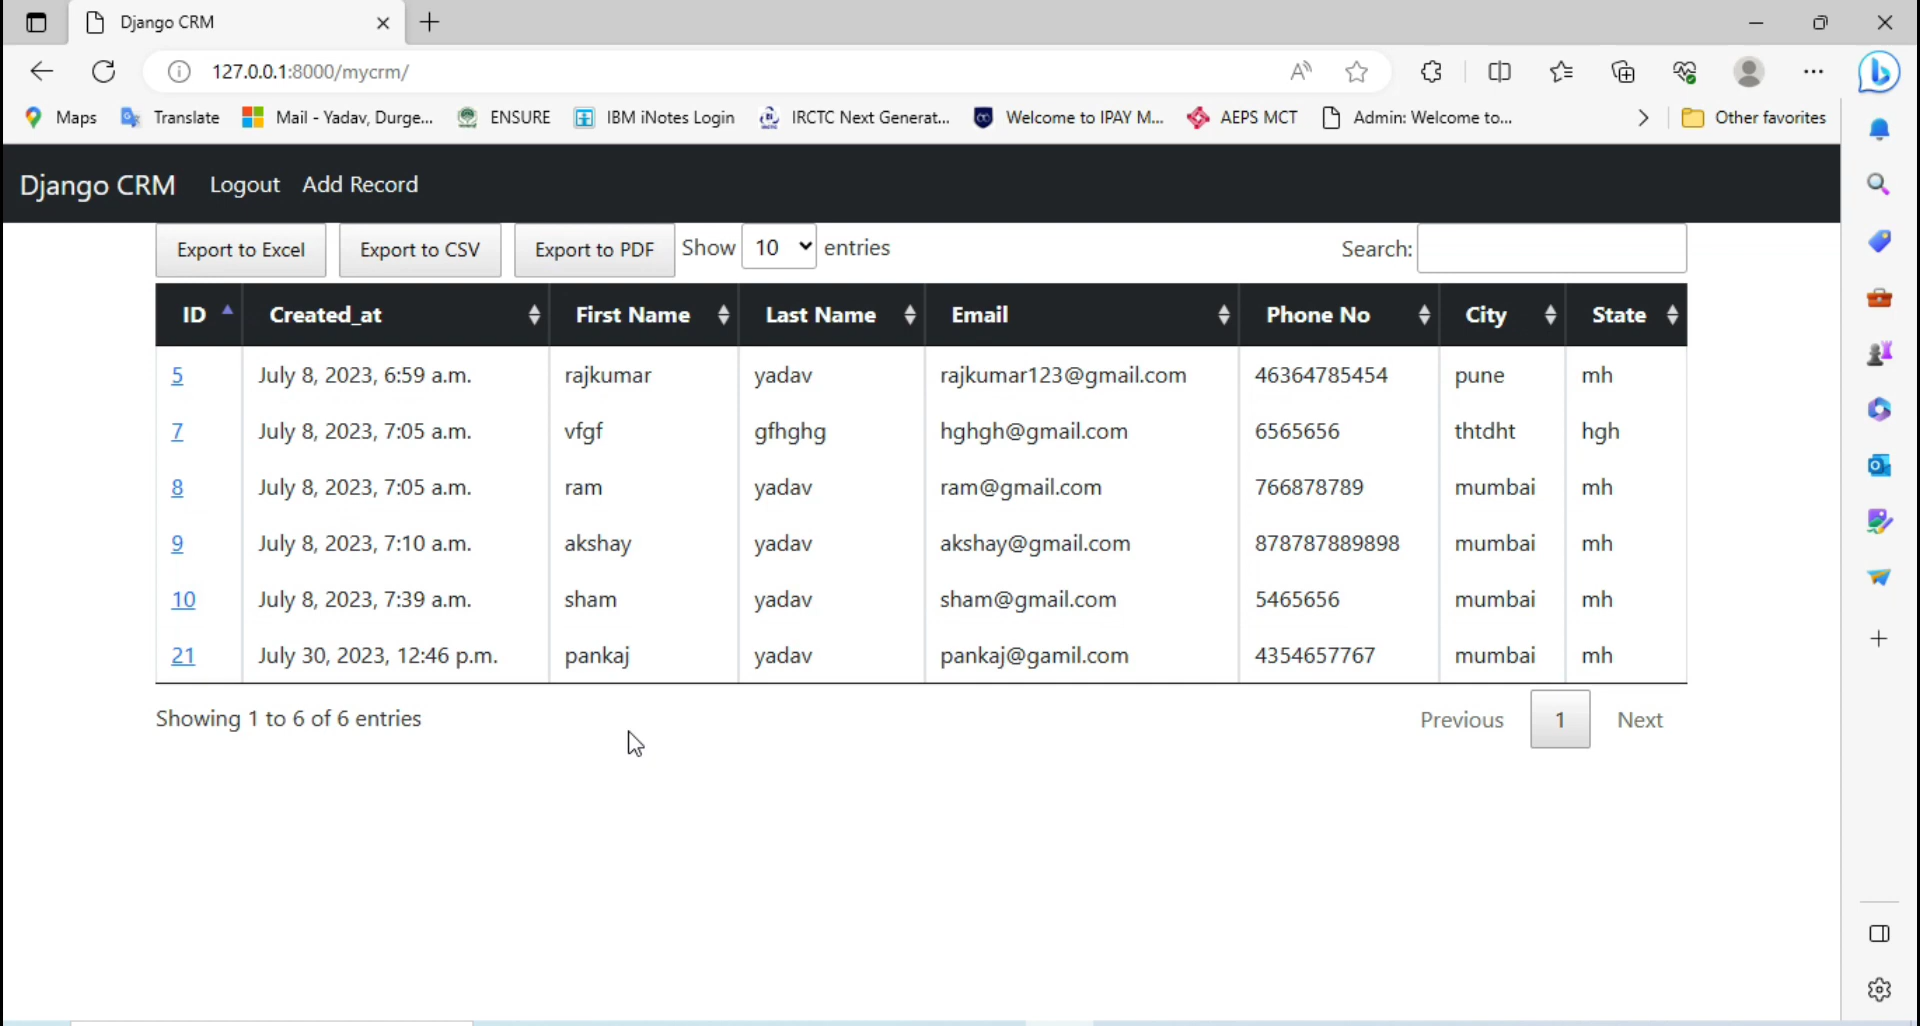 Django CRM
127.0.0.1:8000/mycrm/
Maps Translate Mail - Yadav, Durge... ENSURE IBM iNotes Login IRCTC Next Generat... Welcome to IPAY M... AEPS MCT Admin: Welcome to... Other favorites
Django CRM Logout Add Record
Export to Excel Export to CSV Export to PDF Show 10 entries Search:
ID Created_at First Name Last Name Email Phone No City State
5 July 8, 2023, 6:59 a.m. rajkumar yadav rajkumar123@gmail.com 46364785454 pune mh
7 July 8, 2023, 7:05 a.m. vfgf gfhghg hghgh@gmail.com 6565656 thtdht hgh
8 July 8, 2023, 7:05 a.m. ram yadav ram@gmail.com 766878789 mumbai mh
9 July 8, 2023, 7:10 a.m. akshay yadav akshay@gmail.com 878787889898 mumbai mh
10 July 8, 2023, 7:39 a.m. sham yadav sham@gmail.com 5465656 mumbai mh
21 July 30, 2023, 12:46 p.m. pankaj yadav pankaj@gamil.com 4354657767 mumbai mh
Showing 1 to 6 of 6 entries Previous 1 Next